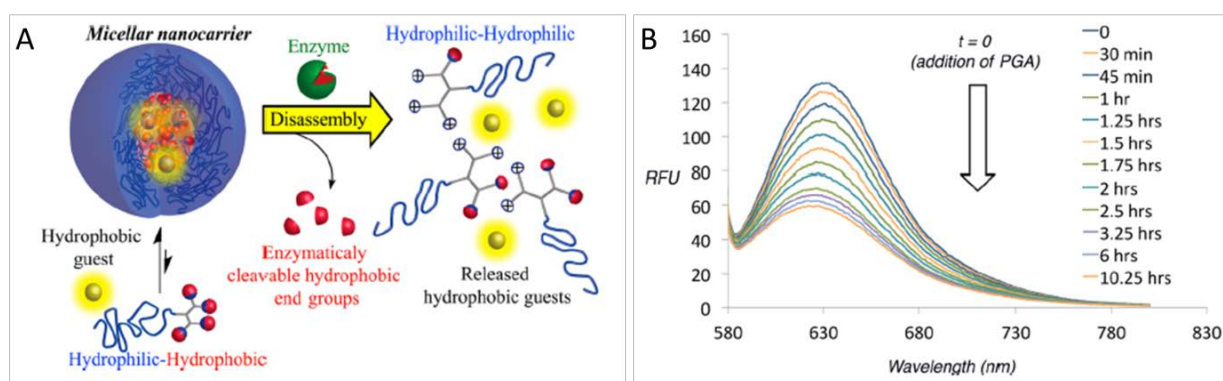 A
Micellar nanocarrier
Enzyme
Disassembly
Hydrophilic-Hydrophilic
Hydrophobic
guest
Enzymaticaly
cleavable hydrophobic
end groups
Released
hydrophobic guests
Hydrophilic-Hydrophobic
B
160
140
120
100
80
60
40
20
0
RFU
580
630
680
730
780
830
Wavelength (nm)
t = 0
(addition of PGA)
0
30 min
45 min
1 hr
1.25 hrs
1.5 hrs
1.75 hrs
2 hrs
2.5 hrs
3.25 hrs
6 hrs
10.25 hrs